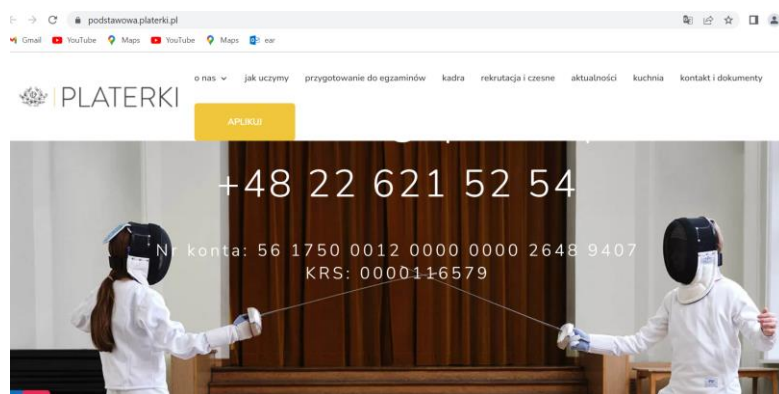 podstawowa.platerki.pl
Gmail YouTube Maps YouTube Maps ear
o nas jak uczymy przygotowanie do egzaminów kadra rekrutacja i czesne aktualności kuchnia kontakt i dokumenty
PLATERKI
APLIKUJ
+48 22 621 52 54
Nr konta: 56 1750 0012 0000 0000 2648 9407
KRS: 0000116579